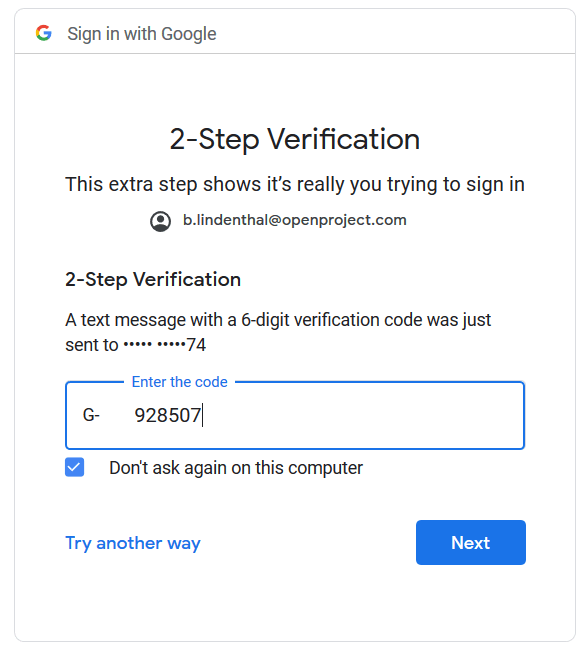 Sign in with Google
2-Step Verification
This extra step shows it’s really you trying to sign in
b.lindenthal@openproject.com
2-Step Verification
A text message with a 6-digit verification code was just
sent to ••••• •••••74
Enter the code
G- 928507
Don't ask again on this computer
Try another way
Next